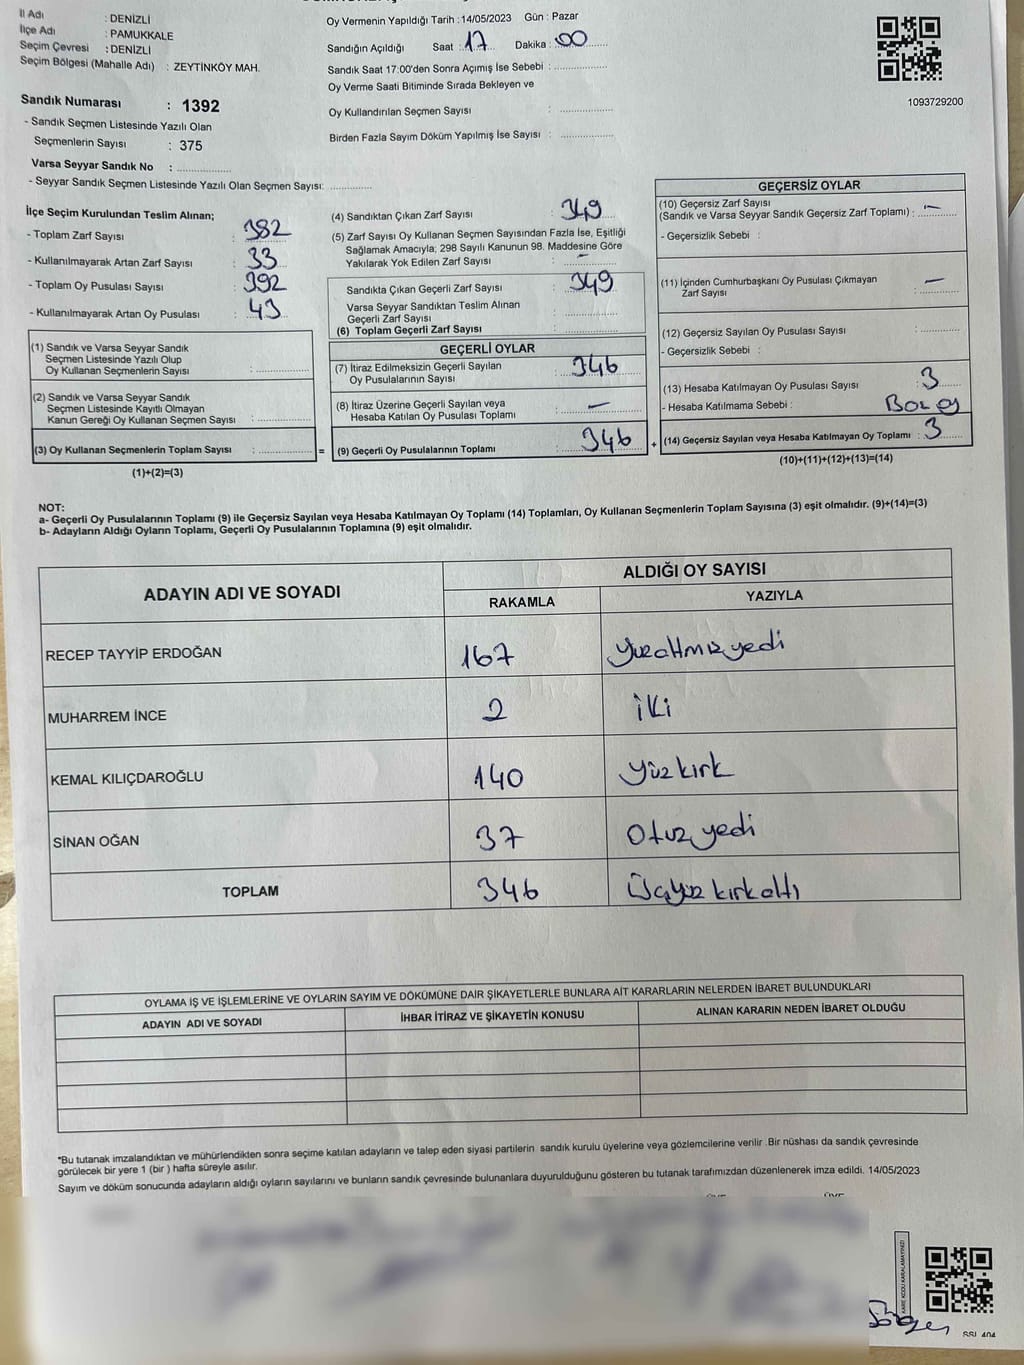 İl Adı : DENİZLİ
İlçe Adı : PAMUKKALE
Seçim Çevresi : DENİZLİ
Seçim Bölgesi (Mahalle Adı) : ZEYTİNKÖY MAH.
Sandık Numarası : 1392
- Sandık Seçmen Listesinde Yazılı Olan
Seçmenlerin Sayısı : 375
Varsa Seyyar Sandık No : ..................
- Seyyar Sandık Seçmen Listesinde Yazılı Olan Seçmen Sayısı: ..............
Oy Vermenin Yapıldığı Tarih : 14/05/2023 Gün : Pazar
Sandığın Açıldığı Saat : 17 Dakika : 00
Sandık Saat 17:00'den Sonra Açımış İse Sebebi : ..................
Oy Verme Saati Bitiminde Sırada Bekleyen ve
Oy Kullandırılan Seçmen Sayısı : ..................
Birden Fazla Sayım Döküm Yapılmış İse Sayısı : ..................
1093729200
İlçe Seçim Kurulundan Teslim Alınan;
- Toplam Zarf Sayısı : 382
- Kullanılmayarak Artan Zarf Sayısı : 33
- Toplam Oy Pusulası Sayısı : 392
- Kullanılmayarak Artan Oy Pusulası : 43
(1) Sandık ve Varsa Seyyar Sandık
Seçmen Listesinde Yazılı Olup
Oy Kullanan Seçmenlerin Sayısı : ..................
(2) Sandık ve Varsa Seyyar Sandık
Seçmen Listesinde Kayıtlı Olmayan
Kanun Gereği Oy Kullanan Seçmen Sayısı : ..................
(3) Oy Kullanan Seçmenlerin Toplam Sayısı : .................. =
(1)+(2)=(3)
(4) Sandıktan Çıkan Zarf Sayısı : 349
(5) Zarf Sayısı Oy Kullanan Seçmen Sayısından Fazla İse, Eşitliği
Sağlamak Amacıyla; 298 Sayılı Kanunun 98. Maddesine Göre
Yakılarak Yok Edilen Zarf Sayısı : –
Sandıkta Çıkan Geçerli Zarf Sayısı : 349
Varsa Seyyar Sandıktan Teslim Alınan
Geçerli Zarf Sayısı : ..................
(6) Toplam Geçerli Zarf Sayısı : ..................
GEÇERLİ OYLAR
(7) İtiraz Edilmeksizin Geçerli Sayılan
Oy Pusulalarının Sayısı : 346
(8) İtiraz Üzerine Geçerli Sayılan veya
Hesaba Katılan Oy Pusulası Toplamı : –
(9) Geçerli Oy Pusulalarının Toplamı : 346 +
GEÇERSİZ OYLAR
(10) Geçersiz Zarf Sayısı
(Sandık ve Varsa Seyyar Sandık Geçersiz Zarf Toplamı) : –
- Geçersizlik Sebebi :
(11) İçinden Cumhurbaşkanı Oy Pusulası Çıkmayan
Zarf Sayısı : –
(12) Geçersiz Sayılan Oy Pusulası Sayısı : ..............
- Geçersizlik Sebebi :
(13) Hesaba Katılmayan Oy Pusulası Sayısı : 3
- Hesaba Katılmama Sebebi :
(14) Geçersiz Sayılan veya Hesaba Katılmayan Oy Toplamı : 3
(10)+(11)+(12)+(13)=(14)
NOT:
a- Geçerli Oy Pusulalarının Toplamı (9) ile Geçersiz Sayılan veya Hesaba Katılmayan Oy Toplamı (14) Toplamları, Oy Kullanan Seçmenlerin Toplam Sayısına (3) eşit olmalıdır. (9)+(14)=(3)
b- Adayların Aldığı Oyların Toplamı, Geçerli Oy Pusulalarının Toplamına (9) eşit olmalıdır.
ADAYIN ADI VE SOYADI ALDIĞI OY SAYISI
RAKAMLA YAZIYLA
RECEP TAYYİP ERDOĞAN 167 yüzaltmışyedi
MUHARREM İNCE 2 iki
KEMAL KILIÇDAROĞLU 140 yüz kırk
SİNAN OĞAN 37 Otuz yedi
TOPLAM 346 Üçyüz kırk altı
OYLAMA İŞ VE İŞLEMLERİNE VE OYLARIN SAYIM VE DÖKÜMÜNE DAİR ŞİKAYETLERLE BUNLARA AİT KARARLARIN NELERDEN İBARET BULUNDUKLARI
ADAYIN ADI VE SOYADI İHBAR İTİRAZ VE ŞİKAYETİN KONUSU ALINAN KARARIN NEDEN İBARET OLDUĞU
*Bu tutanak imzalandıktan ve mühürlendikten sonra seçime katılan adayların ve talep eden siyasi partilerin sandık kurulu üyelerine veya gözlemcilerine verilir .Bir nüshası da sandık çevresinde
görülecek bir yere 1 (bir ) hafta süreyle asılır.
Sayım ve döküm sonucunda adayların aldığı oyların sayılarını ve bunların sandık çevresinde bulunanlara duyurulduğunu gösteren bu tutanak tarafımızdan düzenlenerek imza edildi. 14/05/2023
KARE KODU KARALAMAYINIZ!